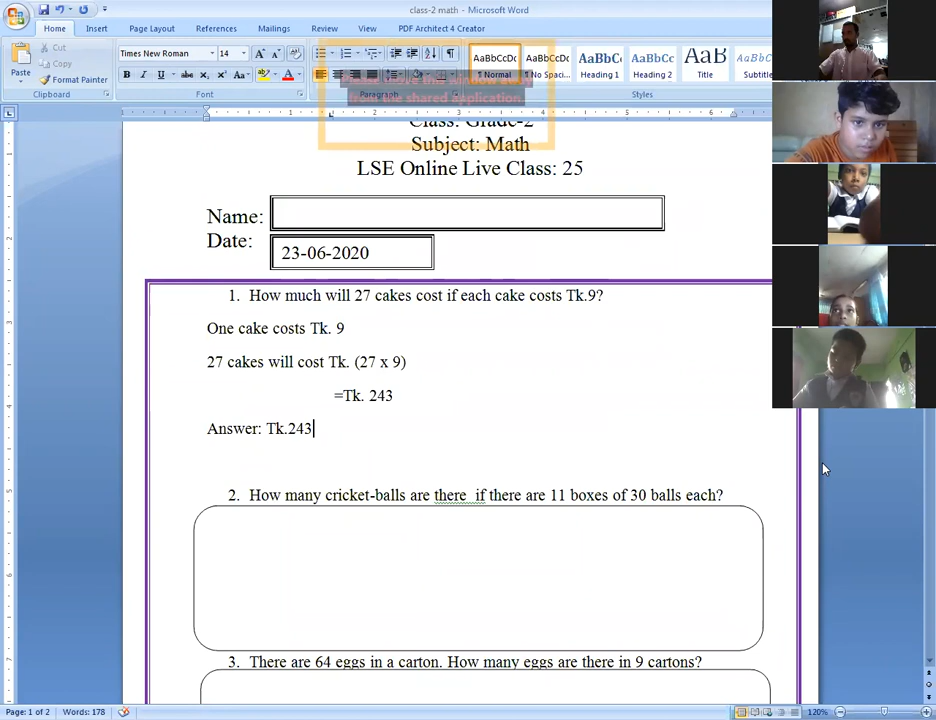 class-2 math - Microsoft Word
Home Insert Page Layout References Mailings Review View PDF Architect 4 Creator
Paste
Cut
Copy
Format Painter
Clipboard
Times New Roman 14
Font
Paragraph
AaBbCcDc AaBbCcDc AaBbC AaBbCc AaB AaBbCc.
¶ Normal ¶ No Spaci... Heading 1 Heading 2 Title Subtitle
Styles
from the shared application.
Class: Grade-2
Subject: Math
LSE Online Live Class: 25
Name:
Date: 23-06-2020
1. How much will 27 cakes cost if each cake costs Tk.9?
One cake costs Tk. 9
27 cakes will cost Tk. (27 x 9)
=Tk. 243
Answer: Tk.243
2. How many cricket-balls are there if there are 11 boxes of 30 balls each?
3. There are 64 eggs in a carton. How many eggs are there in 9 cartons?
Page: 1 of 2 Words: 178 120%